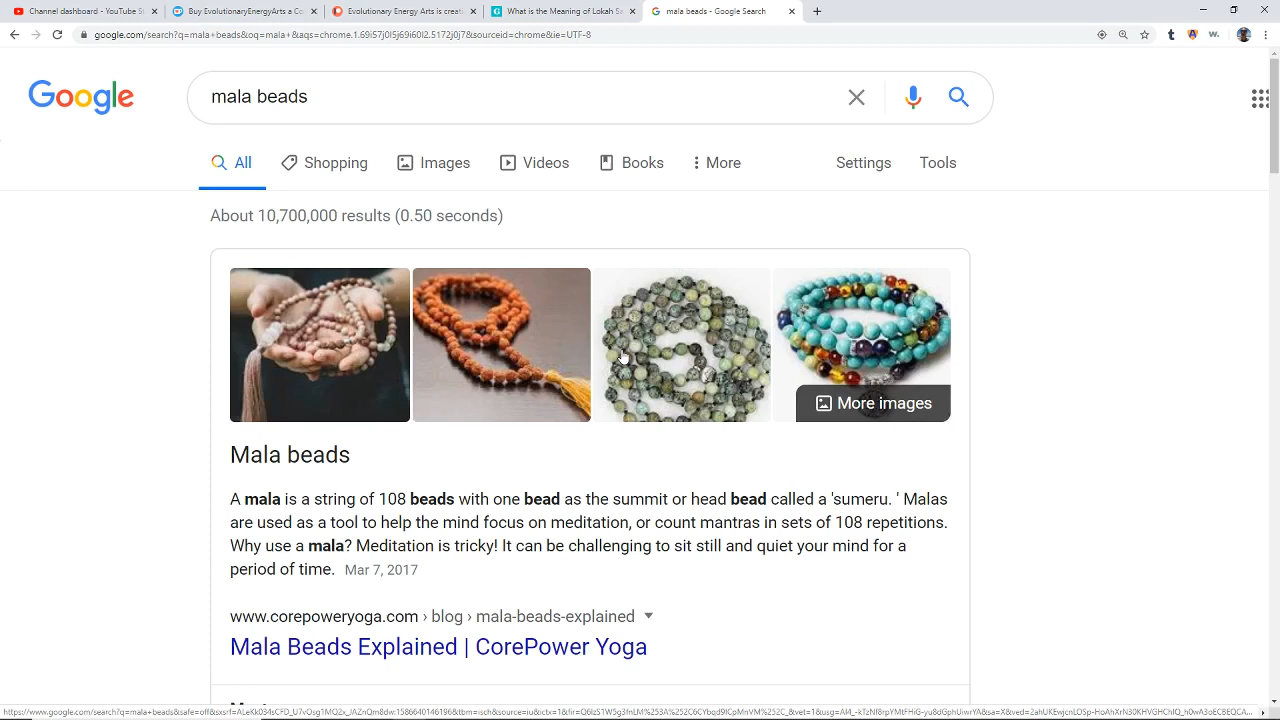 Channel dashboard - YouTube S
Buy EvolutionaryEnergyArts a Co
Evolutionary Energy Arts is crea
What is the Meaning of Lokah Sa
mala beads - Google Search
google.com/search?q=mala+beads&oq=mala+&aqs=chrome.1.69i57j0l5j69i60l2.5172j0j7&sourceid=chrome&ie=UTF-8
Google
mala beads
All Shopping Images Videos Books More Settings Tools
About 10,700,000 results (0.50 seconds)
More images
Mala beads
A mala is a string of 108 beads with one bead as the summit or head bead called a 'sumeru. ' Malas
are used as a tool to help the mind focus on meditation, or count mantras in sets of 108 repetitions.
Why use a mala? Meditation is tricky! It can be challenging to sit still and quiet your mind for a
period of time. Mar 7, 2017
www.corepoweryoga.com › blog › mala-beads-explained
Mala Beads Explained | CorePower Yoga